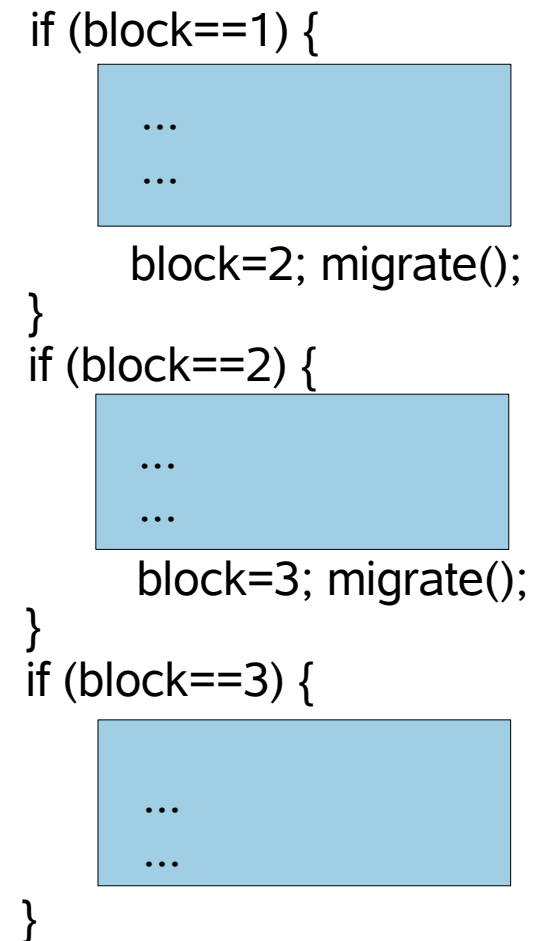 if (block==1) {
...
...
block=2; migrate();
}
if (block==2) {
...
...
block=3; migrate();
}
if (block==3) {
...
...
}